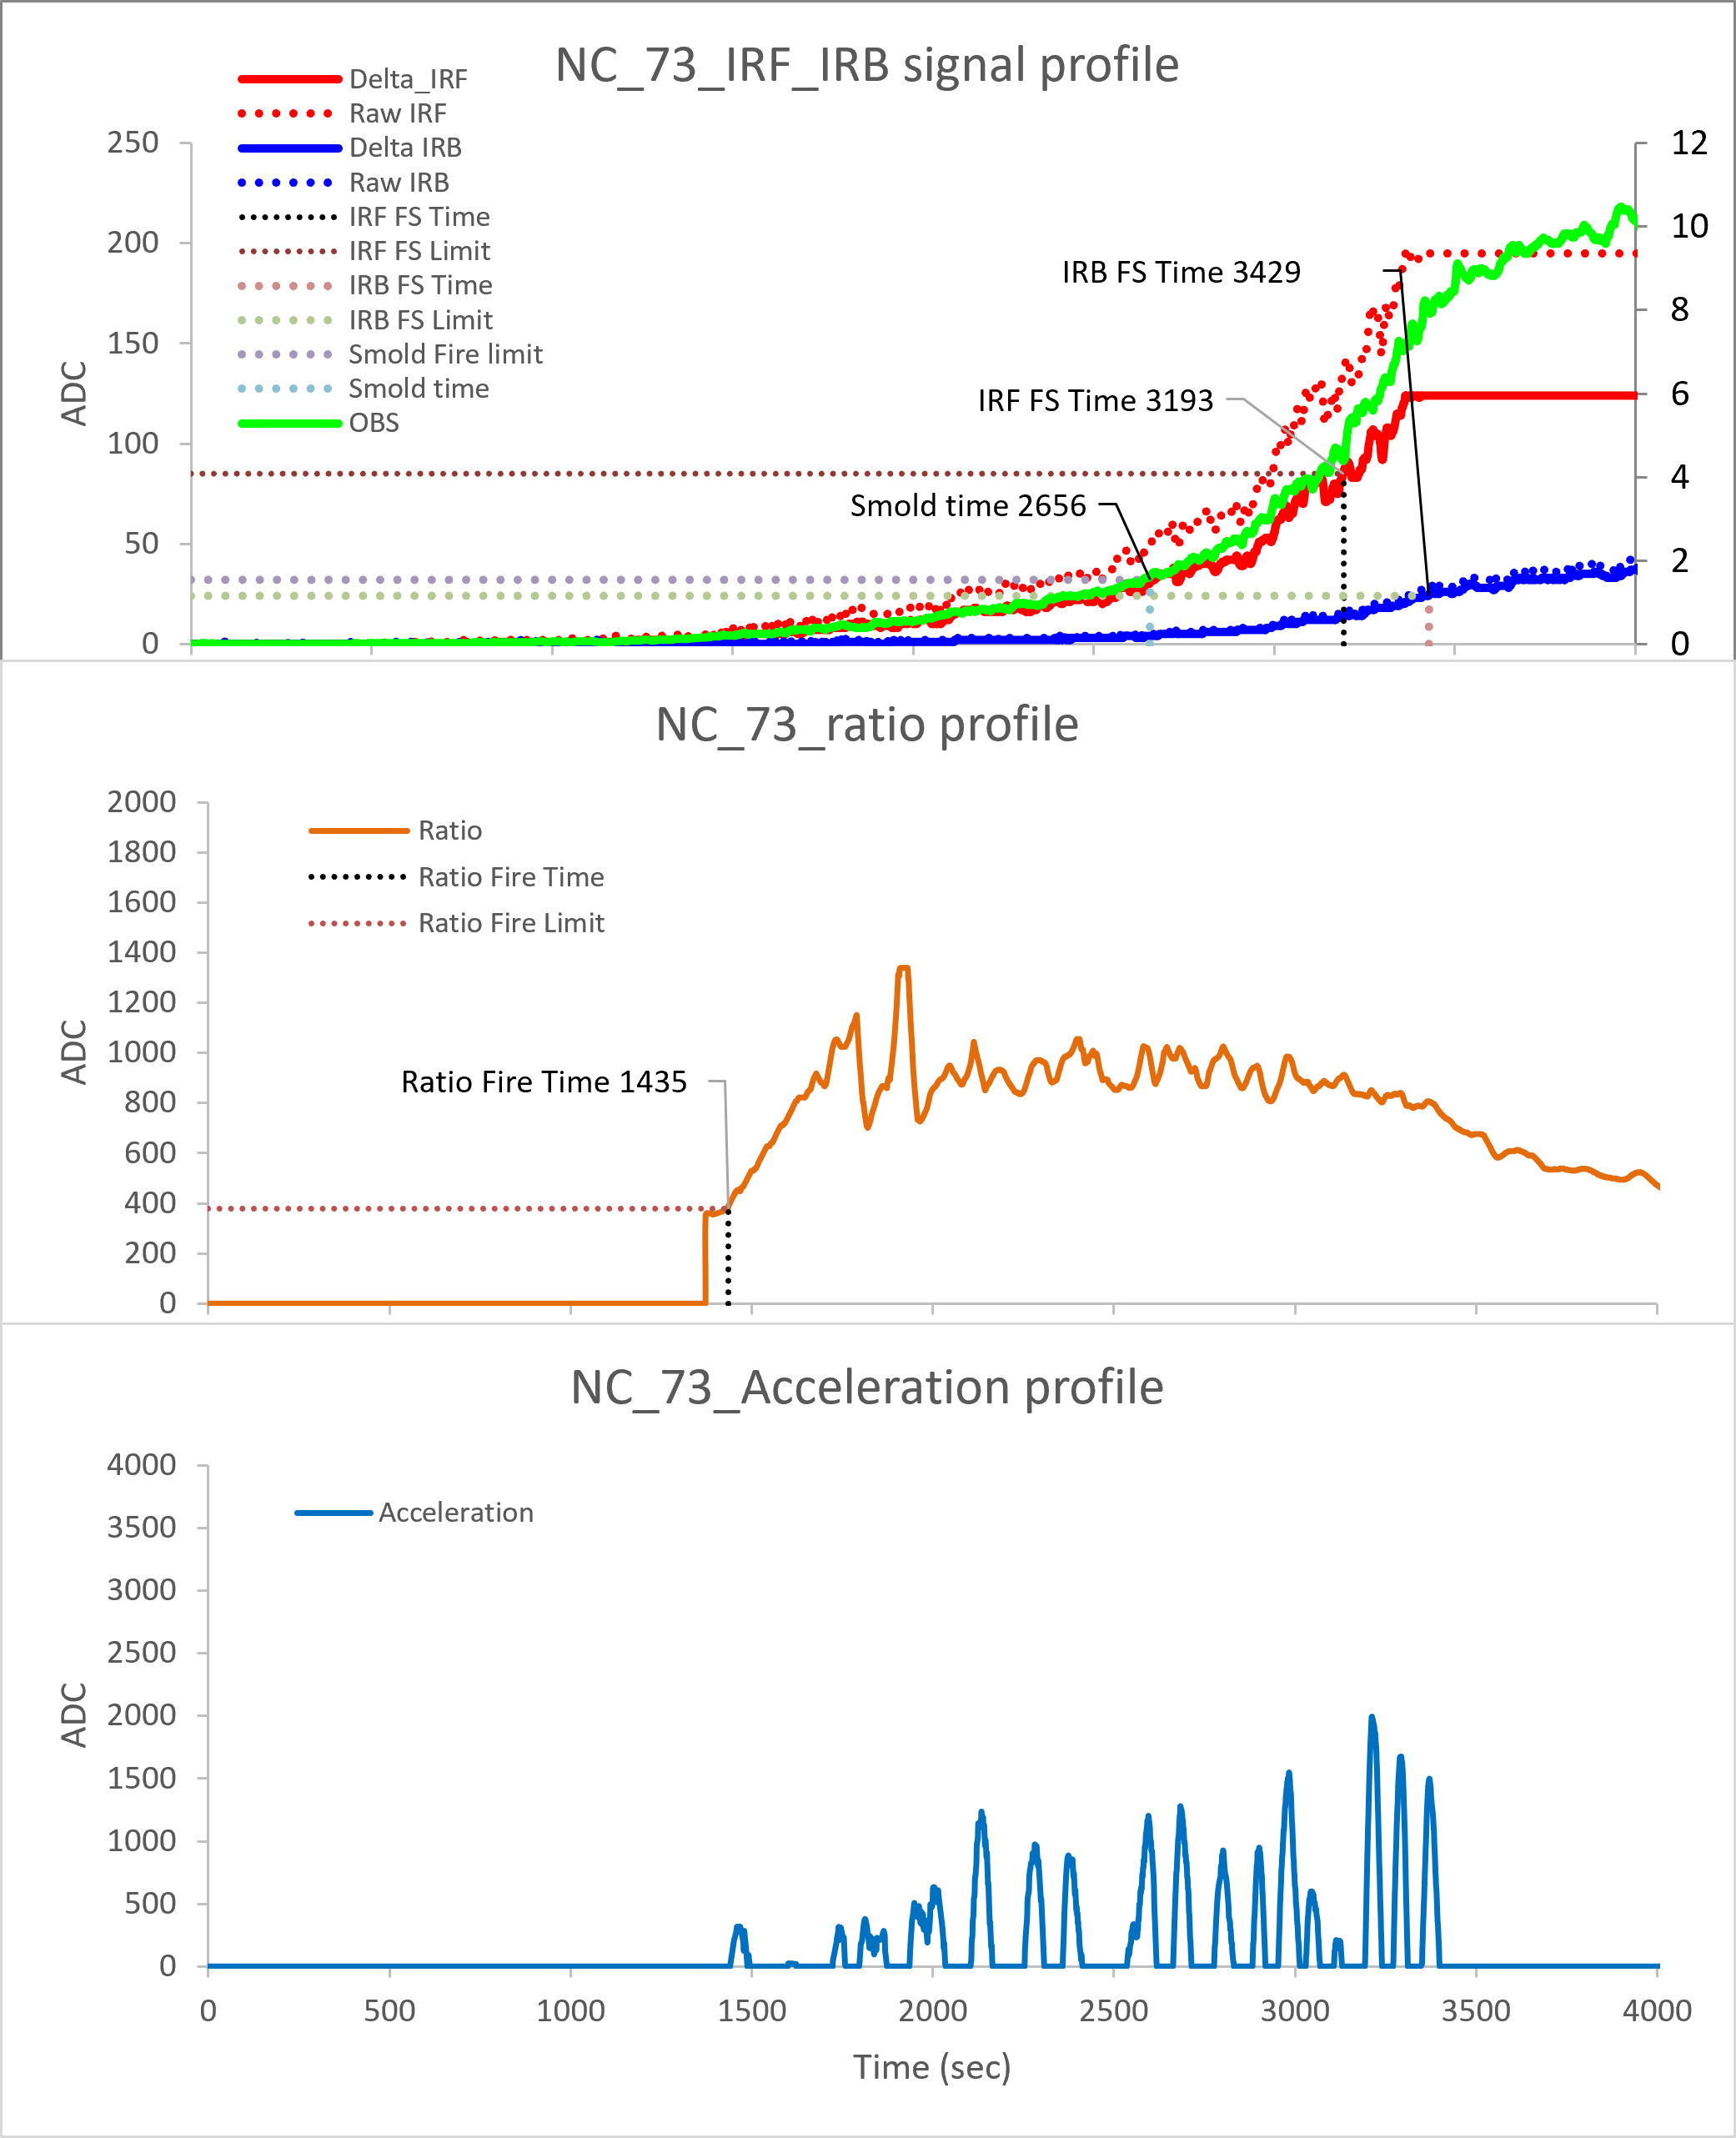 NC_73_IRF_IRB signal profile
Delta_IRF
Raw IRF
Delta IRB
Raw IRB
IRF FS Time
IRF FS Limit
IRB FS Time
IRB FS Limit
Smold Fire limit
Smold time
OBS
250
200
150
100
50
0
ADC
12
10
8
6
4
2
0
IRB FS Time 3429
IRF FS Time 3193
Smold time 2656
NC_73_ratio profile
2000
1800
1600
1400
1200
1000
800
600
400
200
0
ADC
Ratio
Ratio Fire Time
Ratio Fire Limit
Ratio Fire Time 1435
NC_73_Acceleration profile
4000
3500
3000
2500
2000
1500
1000
500
0
ADC
Acceleration
0 500 1000 1500 2000 2500 3000 3500 4000
Time (sec)